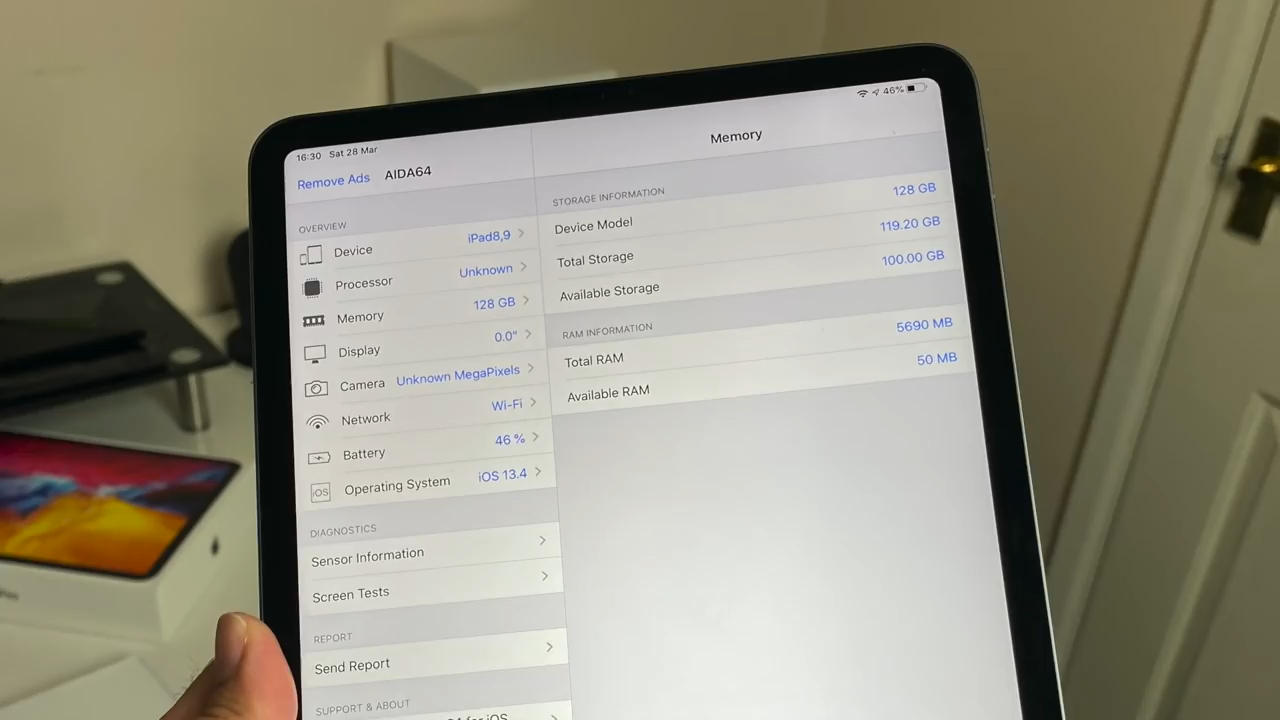 16:30 Sat 28 Mar
46%
Remove Ads AIDA64
Memory
OVERVIEW
Device iPad8,9
Processor Unknown
Memory 128 GB
Display 0.0"
Camera Unknown MegaPixels
Network Wi-Fi
Battery 46 %
iOS Operating System iOS 13.4
DIAGNOSTICS
Sensor Information
Screen Tests
REPORT
Send Report
SUPPORT & ABOUT
for iOS
STORAGE INFORMATION
Device Model 128 GB
Total Storage 119.20 GB
Available Storage 100.00 GB
RAM INFORMATION
Total RAM 5690 MB
Available RAM 50 MB